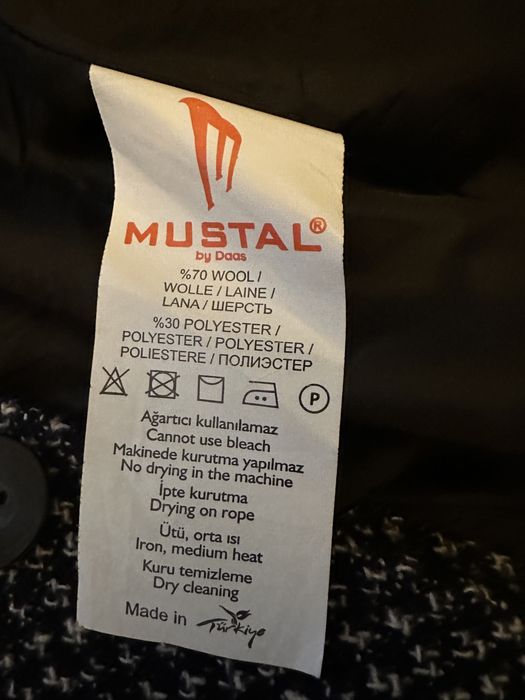 MUSTAL®
by Daas
%70 WOOL /
WOLLE / LAINE /
LANA / ШЕРСТЬ
%30 POLYESTER /
POLYESTER / POLYESTER /
POLIESTERE / ПОЛИЭСТЕР
P
Ağartıcı kullanılamaz
Cannot use bleach
Makinede kurutma yapılmaz
No drying in the machine
İpte kurutma
Drying on rope
Ütü, orta ısı
Iron, medium heat
Kuru temizleme
Dry cleaning
Made in Türkiye